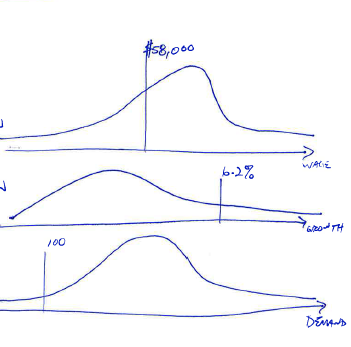 $58,000
WAGE
6.2%
GROWTH
100
DEMAND